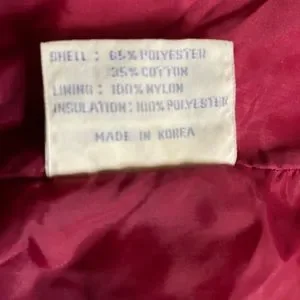 SHELL : 65% POLYESTER
35% COTTON
LINING : 100% NYLON
INSULATION : 100% POLYESTER
MADE IN KOREA